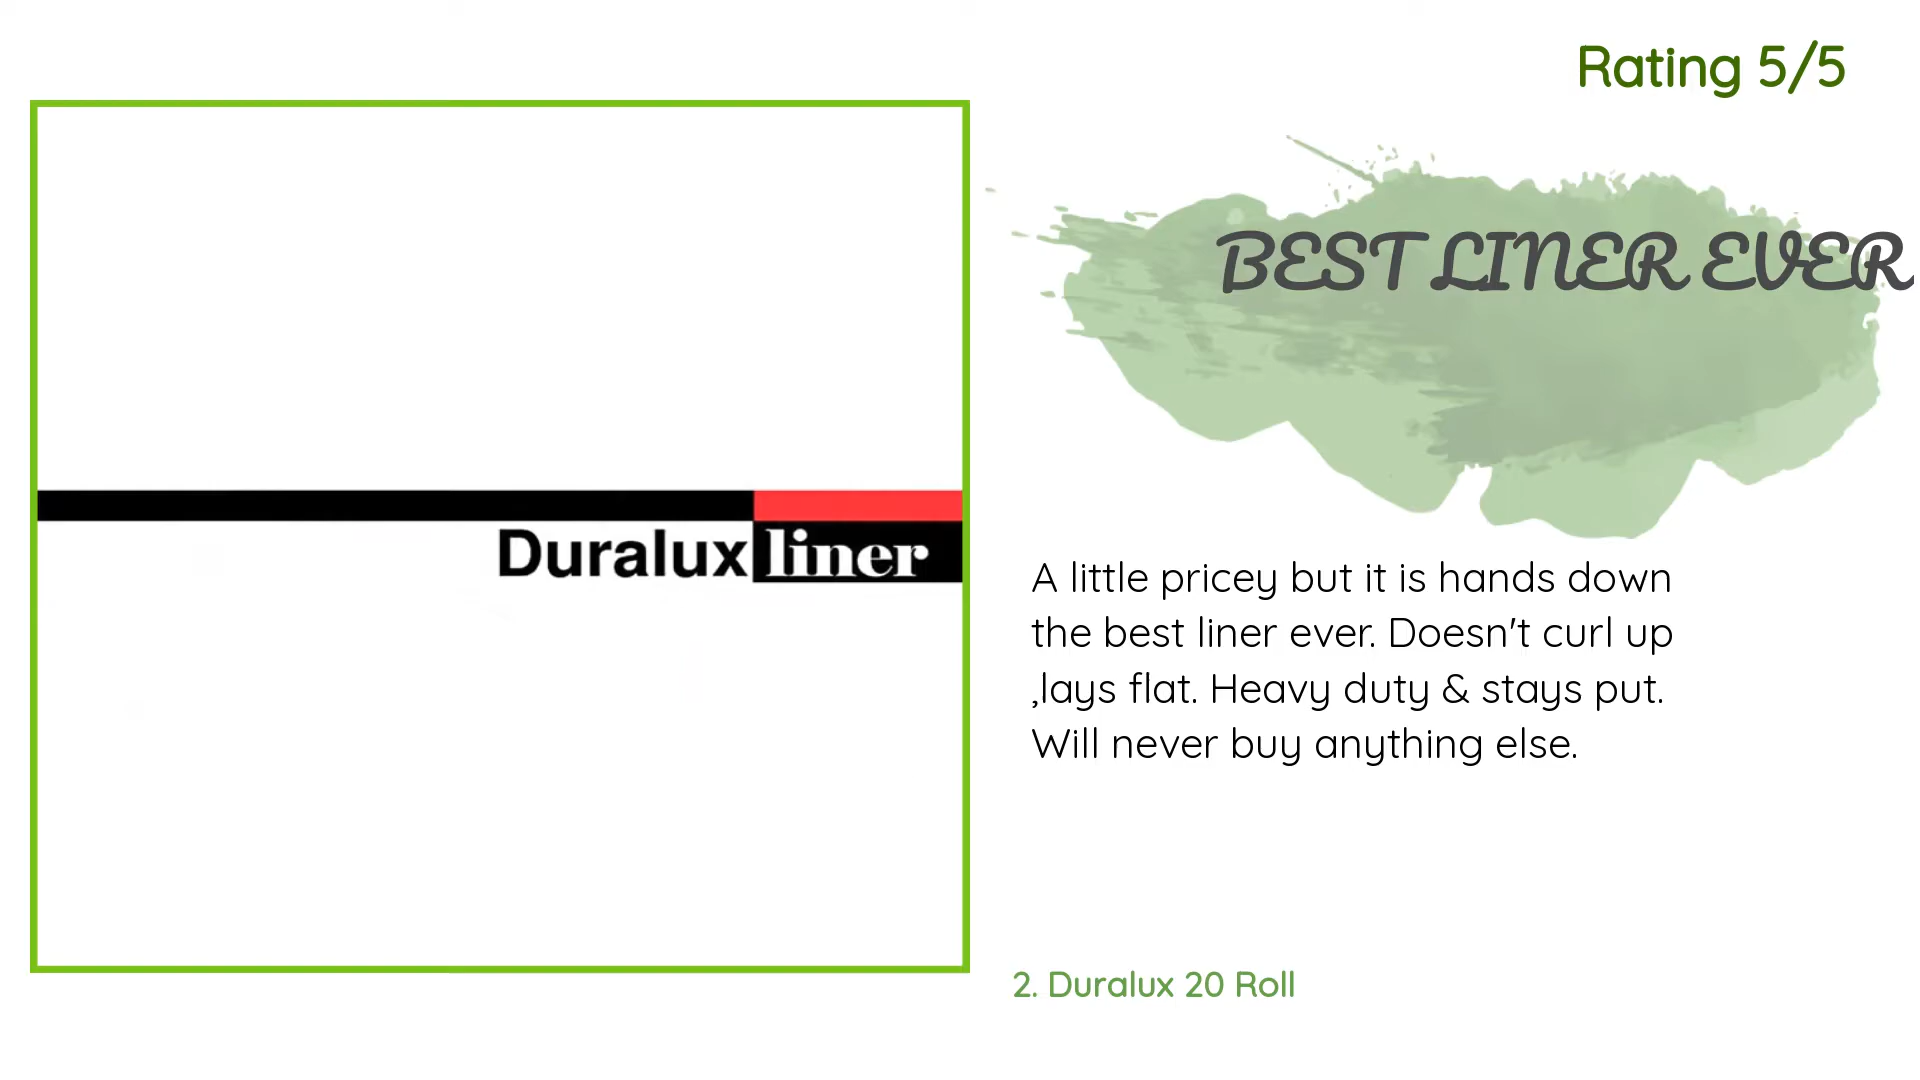 Rating 5/5
BEST LINER EVER
Duralux liner
A little pricey but it is hands down
the best liner ever. Doesn't curl up
,lays flat. Heavy duty & stays put.
Will never buy anything else.
2. Duralux 20 Roll